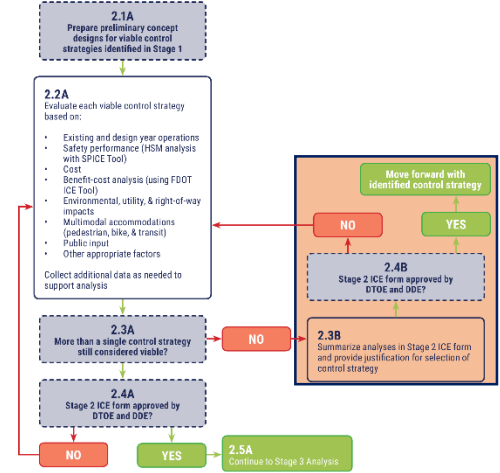 2.1A
Prepare preliminary concept
designs for viable control
strategies identified in Stage 1
2.2A
Evaluate each viable control strategy
based on:
• Existing and design year operations
• Safety performance (HSM analysis
with SPICE Tool)
• Cost
• Benefit-cost analysis (using FDOT
ICE Tool)
• Environmental, utility, & right-of-way
impacts
• Multimodal accommodations
(pedestrian, bike, & transit)
• Public input
• Other appropriate factors
Collect additional data as needed to
support analysis
2.3A
More than a single control strategy
still considered viable?
NO
2.4A
Stage 2 ICE form approved by
DTOE and DDE?
NO
YES
2.5A
Continue to Stage 3 Analysis
Move forward with
identified control strategy
NO
YES
2.4B
Stage 2 ICE form approved by
DTOE and DDE?
2.3B
Summarize analyses in Stage 2 ICE form
and provide justification for selection of
control strategy